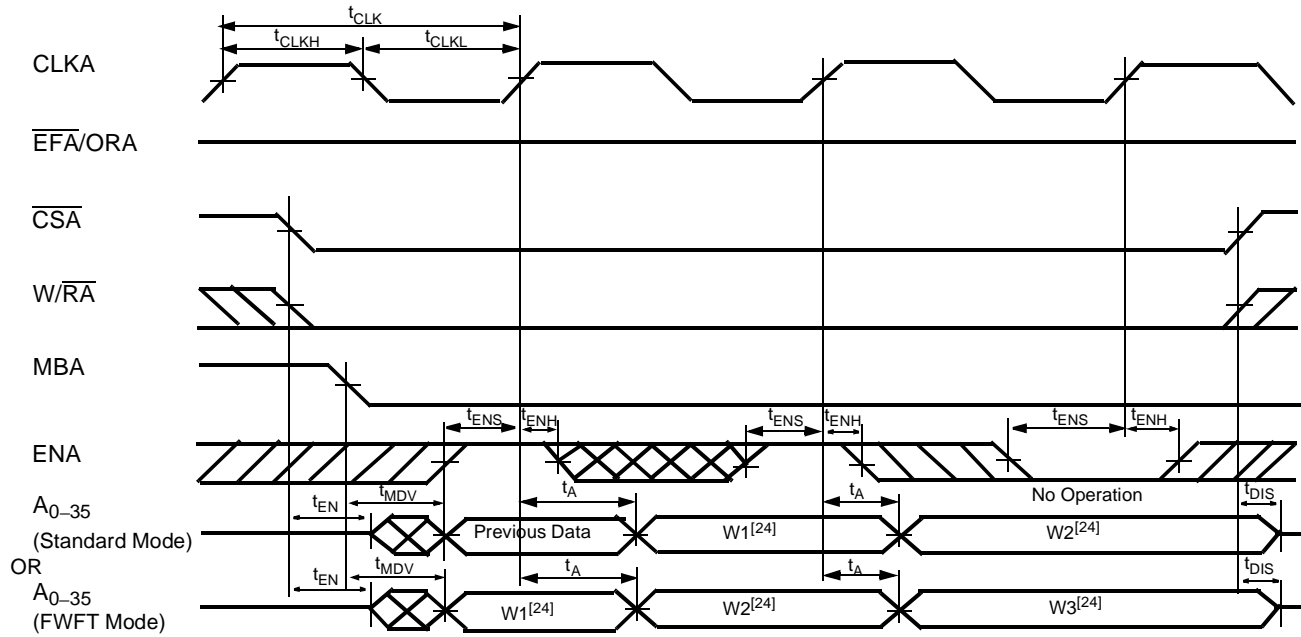 tCLK
tCLKH
tCLKL
CLKA
EFA/ORA
CSA
W/RA
MBA
tENS
tENH
tENS
tENH
tENS
tENH
ENA
No Operation
tEN
tMDV
tA
tA
tDIS
A0–35
(Standard Mode)
Previous Data
W1[24]
W2[24]
OR
tEN
tMDV
tA
tA
tDIS
A0–35
(FWFT Mode)
W1[24]
W2[24]
W3[24]